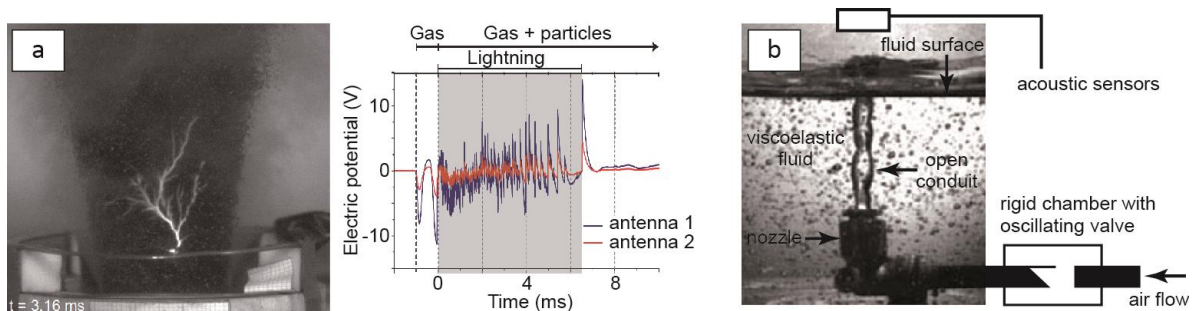 a
t = 3.16 ms
Gas
Gas + particles
Lightning
Electric potential (V)
10
0
-10
antenna 1
antenna 2
0
4
8
Time (ms)
b
fluid surface
acoustic sensors
viscoelastic
fluid
open
conduit
nozzle
rigid chamber with
oscillating valve
air flow